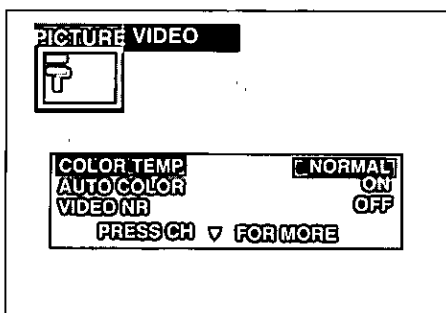 PICTURE VIDEO
COLOR TEMP NORMAL
AUTO COLOR ON
VIDEO NR OFF
PRESS CH ▽ FOR MORE